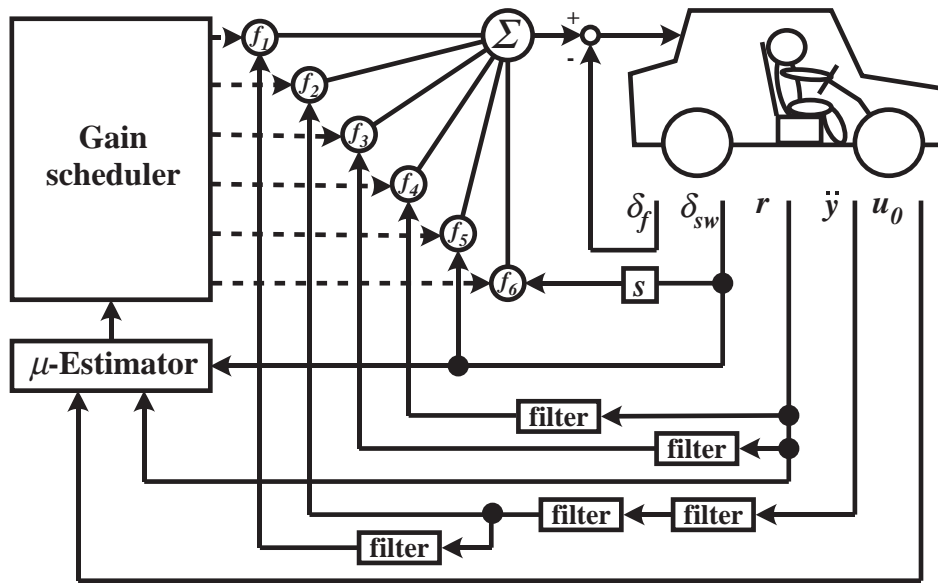 f1
Σ
+
-
f2
Gain
scheduler
f3
f4
f5
f6
δf
δsw
r
ÿ
u0
s
μ-Estimator
filter
filter
filter
filter
filter